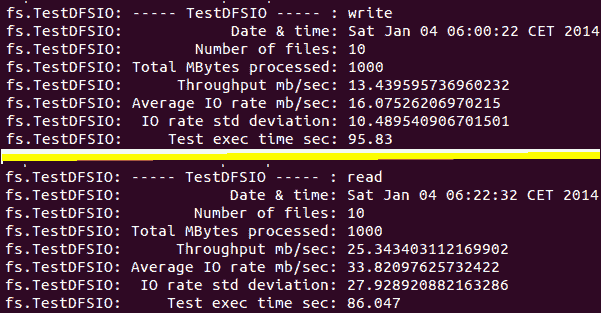 fs.TestDFSIO: ----- TestDFSIO ----- : write
fs.TestDFSIO: Date & time: Sat Jan 04 06:00:22 CET 2014
fs.TestDFSIO: Number of files: 10
fs.TestDFSIO: Total MBytes processed: 1000
fs.TestDFSIO: Throughput mb/sec: 13.439595736960232
fs.TestDFSIO: Average IO rate mb/sec: 16.07526206970215
fs.TestDFSIO: IO rate std deviation: 10.489540906701501
fs.TestDFSIO: Test exec time sec: 95.83
fs.TestDFSIO: ----- TestDFSIO ----- : read
fs.TestDFSIO: Date & time: Sat Jan 04 06:22:32 CET 2014
fs.TestDFSIO: Number of files: 10
fs.TestDFSIO: Total MBytes processed: 1000
fs.TestDFSIO: Throughput mb/sec: 25.343403112169902
fs.TestDFSIO: Average IO rate mb/sec: 33.82097625732422
fs.TestDFSIO: IO rate std deviation: 27.928920882163286
fs.TestDFSIO: Test exec time sec: 86.047